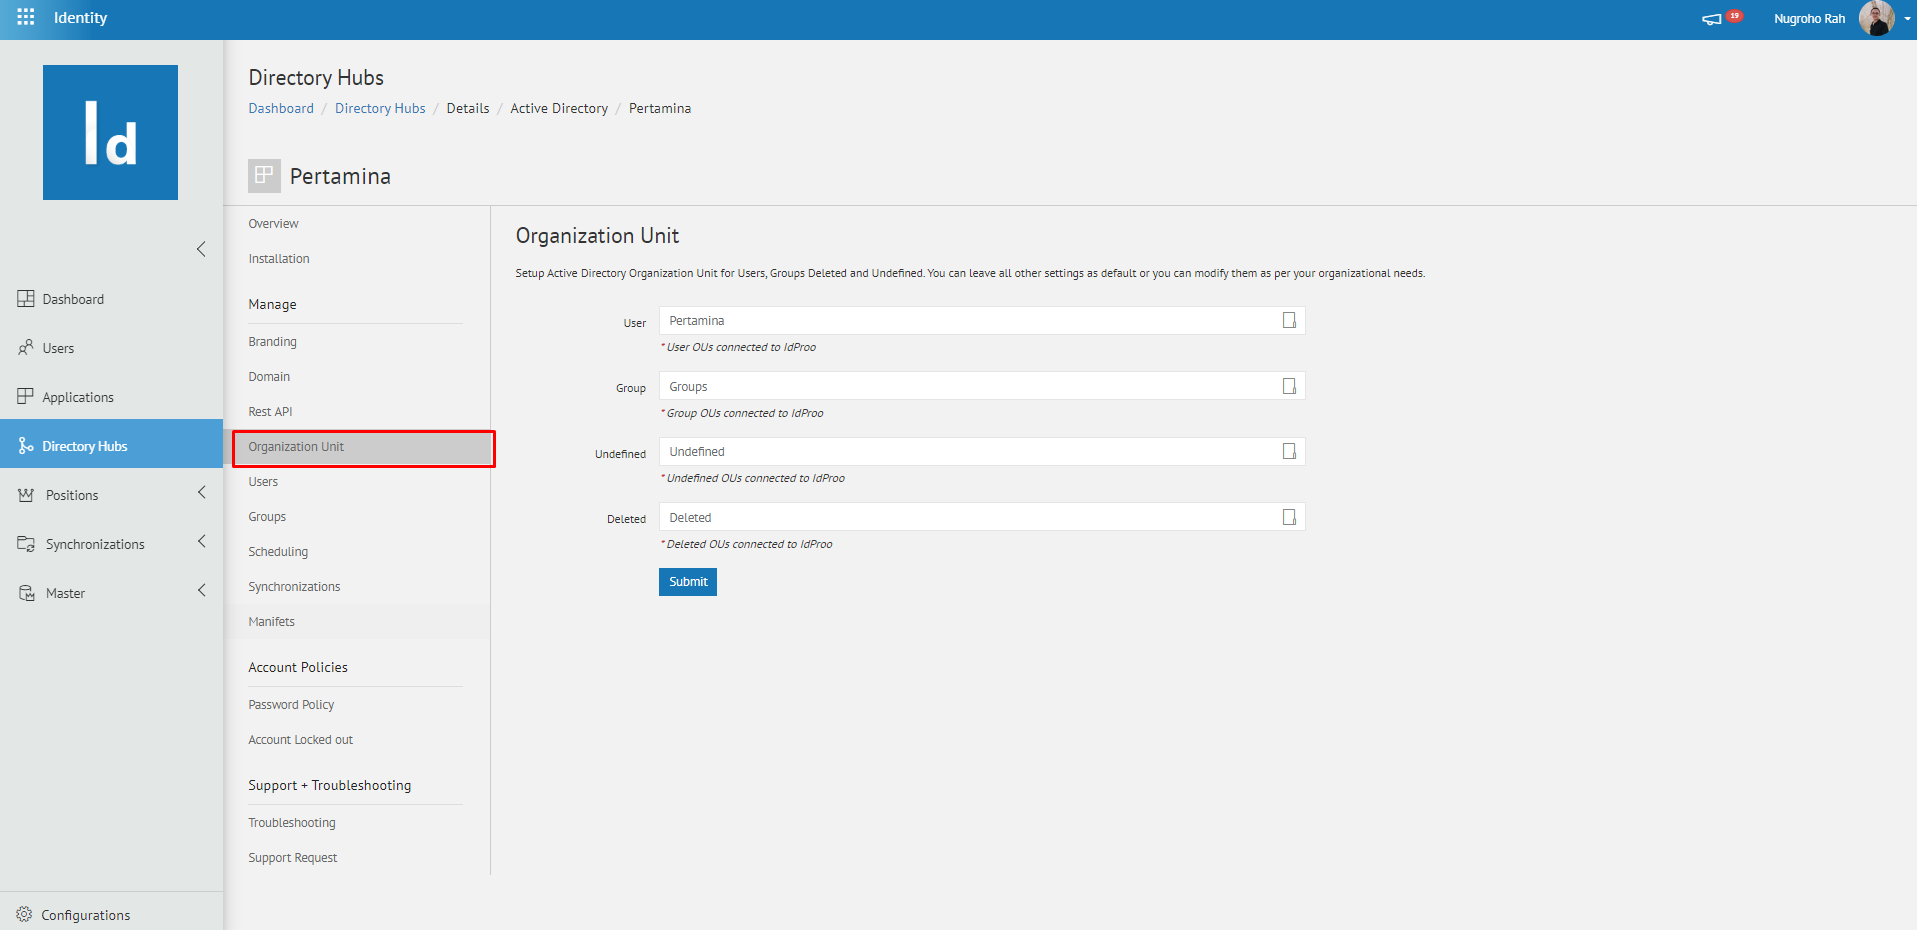 Identity
19
Nugroho Rah
Id
Dashboard
Users
Applications
Directory Hubs
Positions
Synchronizations
Master
Configurations
Directory Hubs
Dashboard / Directory Hubs / Details / Active Directory / Pertamina
Pertamina
Overview
Installation
Manage
Branding
Domain
Rest API
Organization Unit
Users
Groups
Scheduling
Synchronizations
Manifets
Account Policies
Password Policy
Account Locked out
Support + Troubleshooting
Troubleshooting
Support Request
Organization Unit
Setup Active Directory Organization Unit for Users, Groups Deleted and Undefined. You can leave all other settings as default or you can modify them as per your organizational needs.
User Pertamina
* User OUs connected to IdProo
Group Groups
* Group OUs connected to IdProo
Undefined Undefined
* Undefined OUs connected to IdProo
Deleted Deleted
* Deleted OUs connected to IdProo
Submit